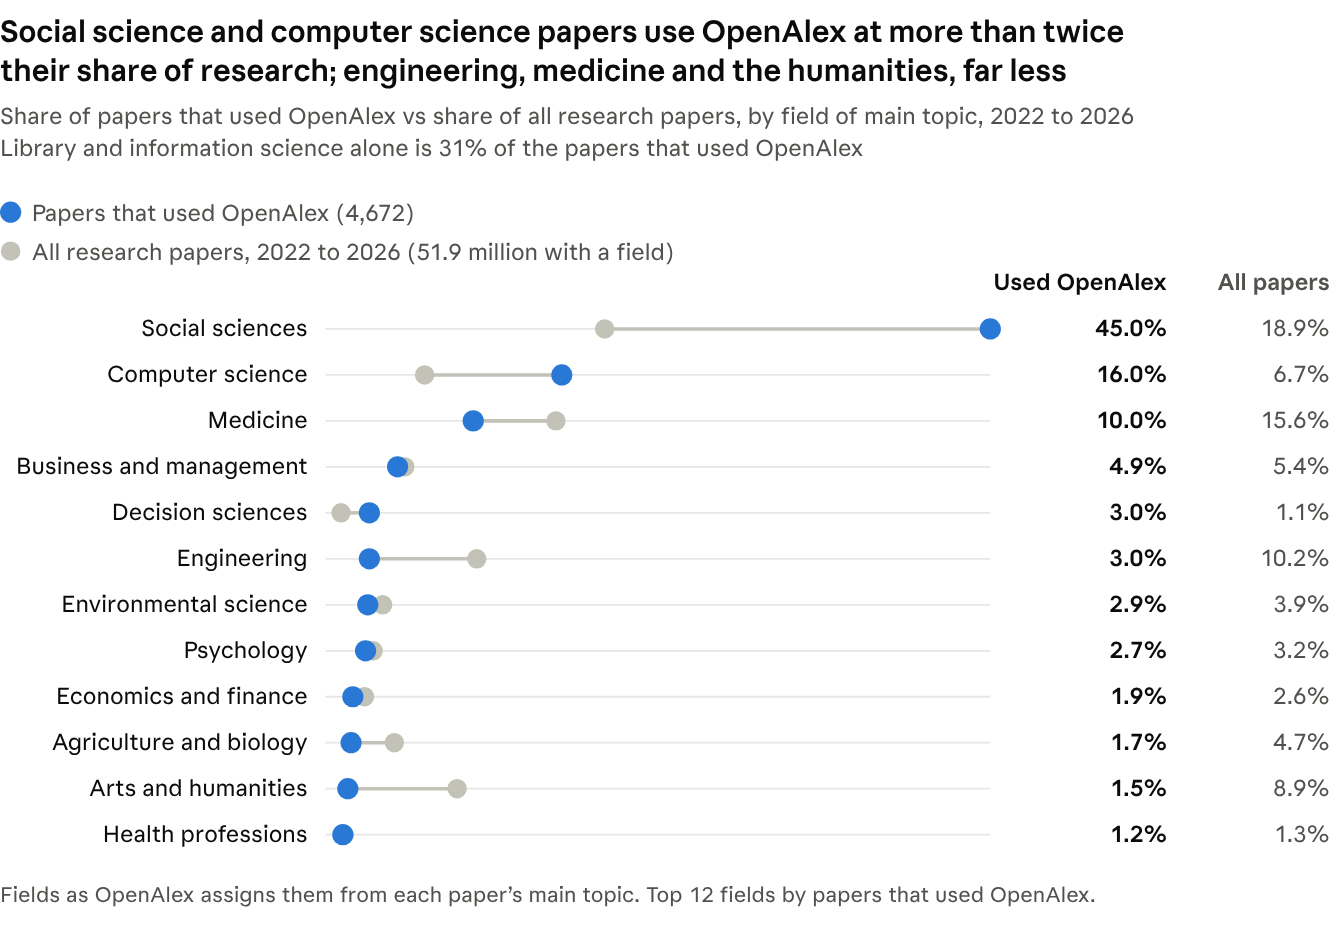 Social science and computer science papers use OpenAlex at more than twice
their share of research; engineering, medicine and the humanities, far less
Share of papers that used OpenAlex vs share of all research papers, by field of main topic, 2022 to 2026
Library and information science alone is 31% of the papers that used OpenAlex
Papers that used OpenAlex (4,672)
All research papers, 2022 to 2026 (51.9 million with a field)
Used OpenAlex All papers
Social sciences 45.0% 18.9%
Computer science 16.0% 6.7%
Medicine 10.0% 15.6%
Business and management 4.9% 5.4%
Decision sciences 3.0% 1.1%
Engineering 3.0% 10.2%
Environmental science 2.9% 3.9%
Psychology 2.7% 3.2%
Economics and finance 1.9% 2.6%
Agriculture and biology 1.7% 4.7%
Arts and humanities 1.5% 8.9%
Health professions 1.2% 1.3%
Fields as OpenAlex assigns them from each paper’s main topic. Top 12 fields by papers that used OpenAlex.